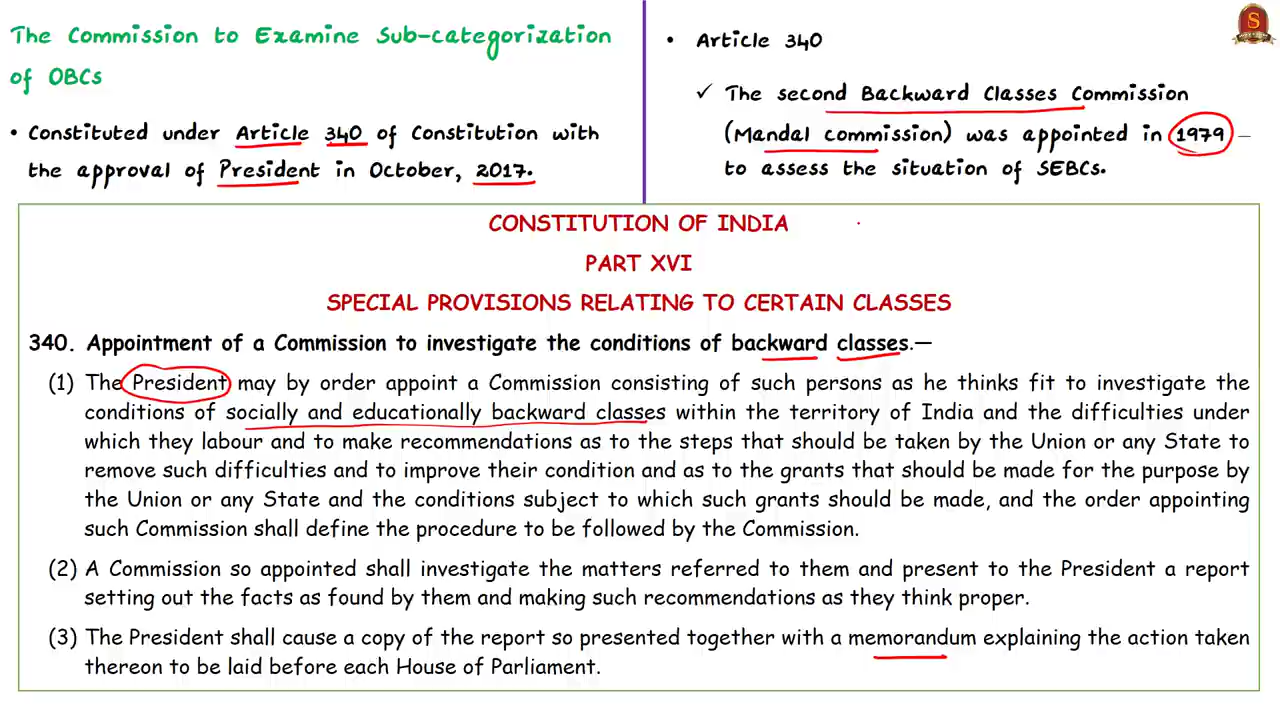 The Commission to Examine Sub-categorization
of OBCs
• Constituted under Article 340 of Constitution with
the approval of President in October, 2017.
• Article 340
✓ The second Backward Classes Commission
(Mandal commission) was appointed in 1979
to assess the situation of SEBCs.
S
CONSTITUTION OF INDIA
PART XVI
SPECIAL PROVISIONS RELATING TO CERTAIN CLASSES
340. Appointment of a Commission to investigate the conditions of backward classes.—
(1) The President may by order appoint a Commission consisting of such persons as he thinks fit to investigate the
conditions of socially and educationally backward classes within the territory of India and the difficulties under
which they labour and to make recommendations as to the steps that should be taken by the Union or any State to
remove such difficulties and to improve their condition and as to the grants that should be made for the purpose by
the Union or any State and the conditions subject to which such grants should be made, and the order appointing
such Commission shall define the procedure to be followed by the Commission.
(2) A Commission so appointed shall investigate the matters referred to them and present to the President a report
setting out the facts as found by them and making such recommendations as they think proper.
(3) The President shall cause a copy of the report so presented together with a memorandum explaining the action taken
thereon to be laid before each House of Parliament.